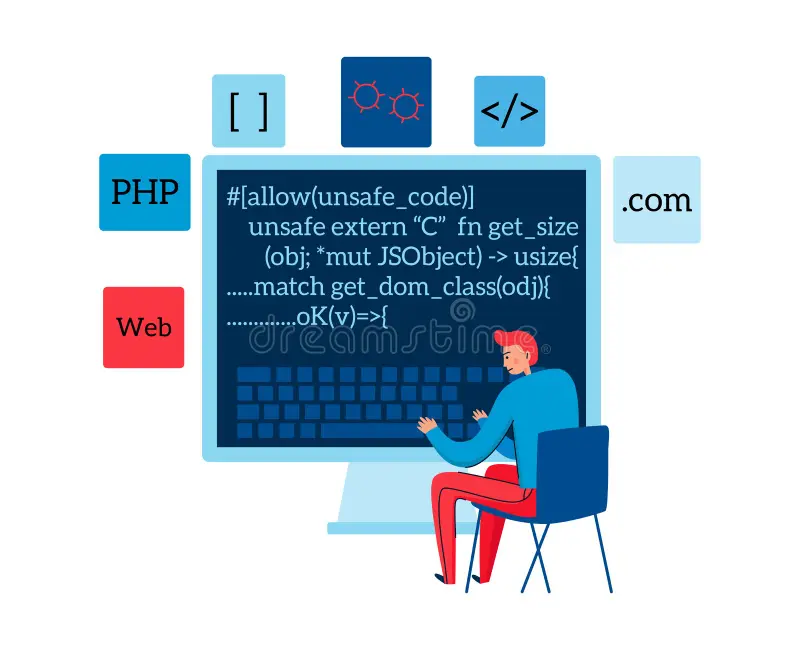 [ ]
</>
PHP
.com
Web
#[allow(unsafe_code)]
unsafe extern “C” fn get_size
(obj; *mut JSObject) -> usize{
.....match get_dom_class(odj){
.............oK(v)=>{
dreamstime